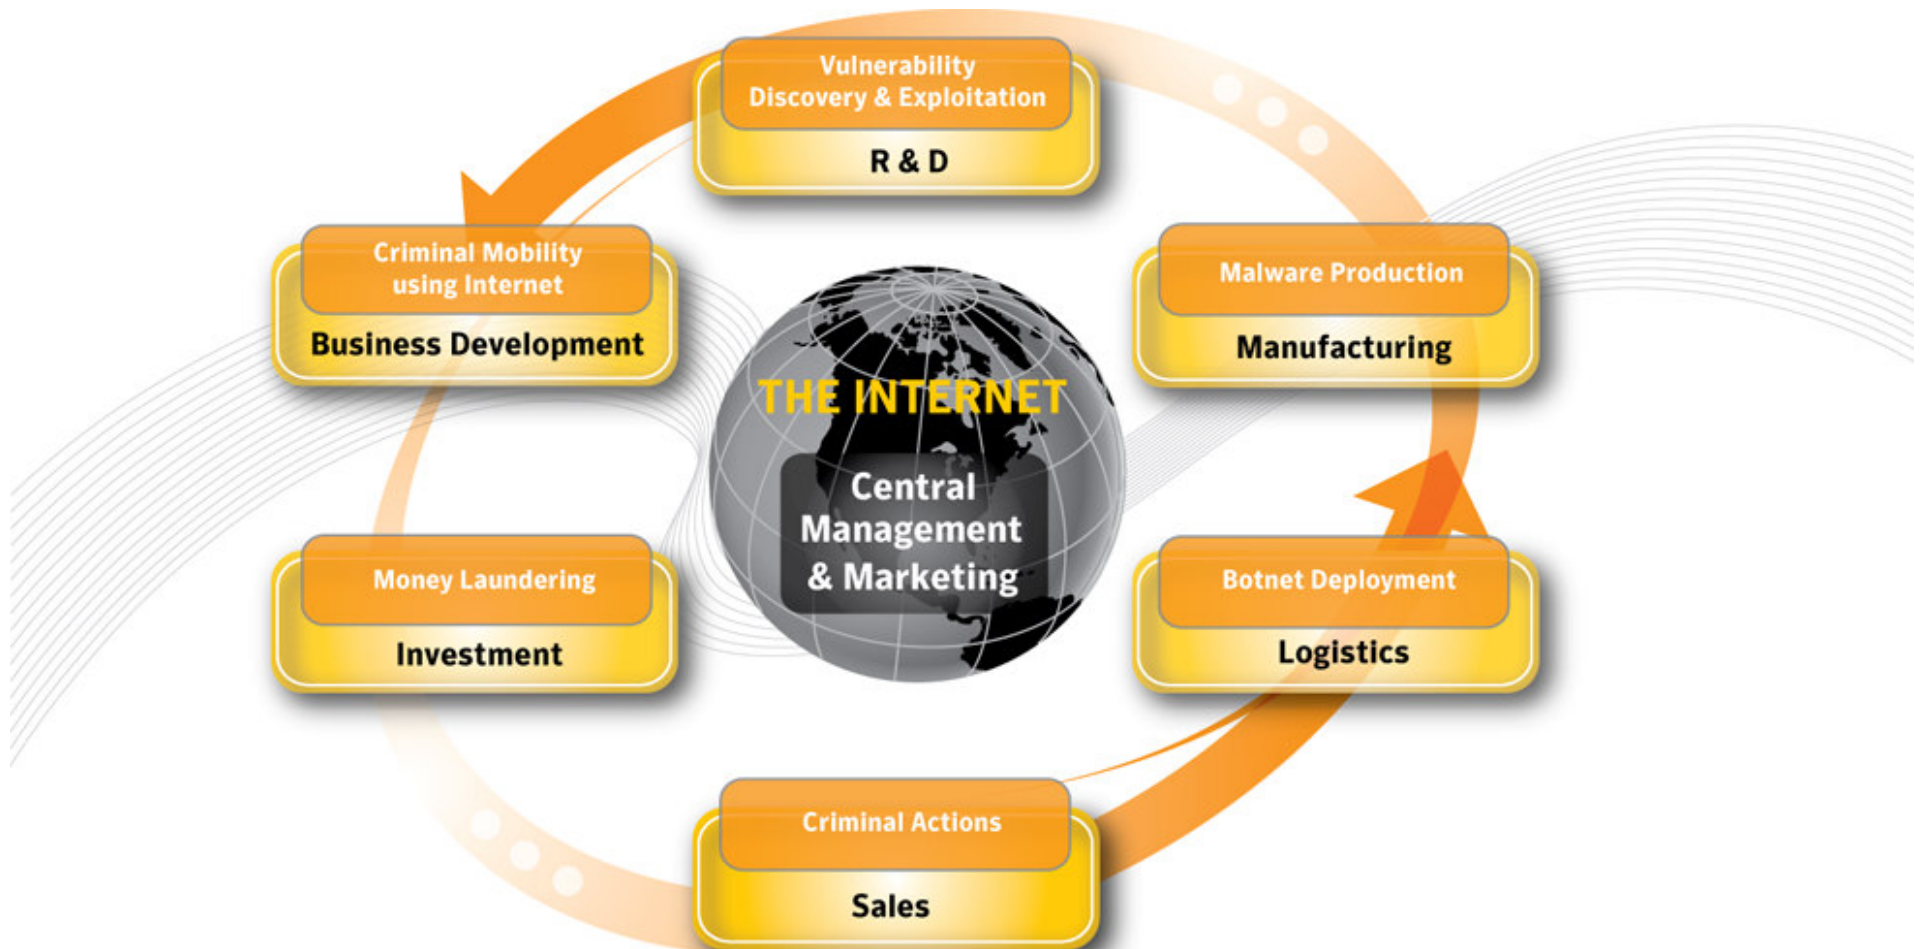 Vulnerability
Discovery & Exploitation
R & D
Criminal Mobility
using Internet
Business Development
Malware Production
Manufacturing
THE INTERNET
Central
Management
& Marketing
Money Laundering
Investment
Botnet Deployment
Logistics
Criminal Actions
Sales